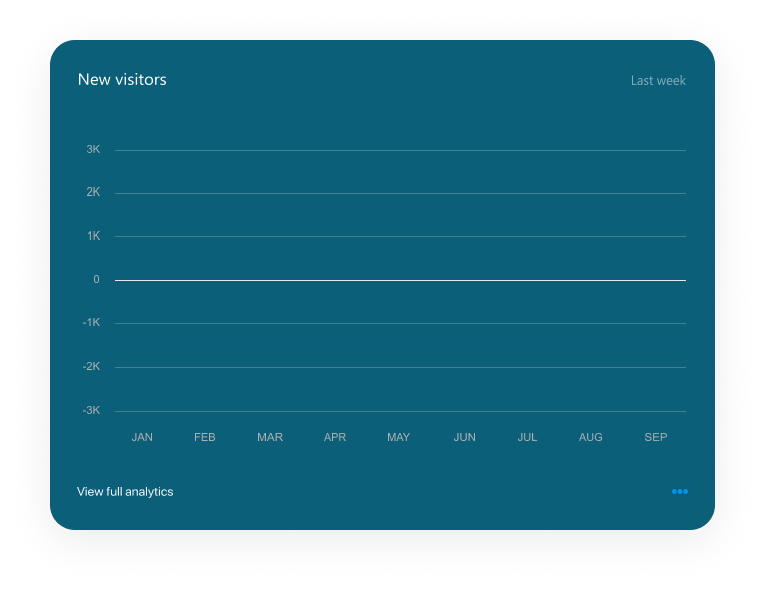 New visitors
Last week
3K
2K
1K
0
-1K
-2K
-3K
JAN FEB MAR APR MAY JUN JUL AUG SEP
View full analytics